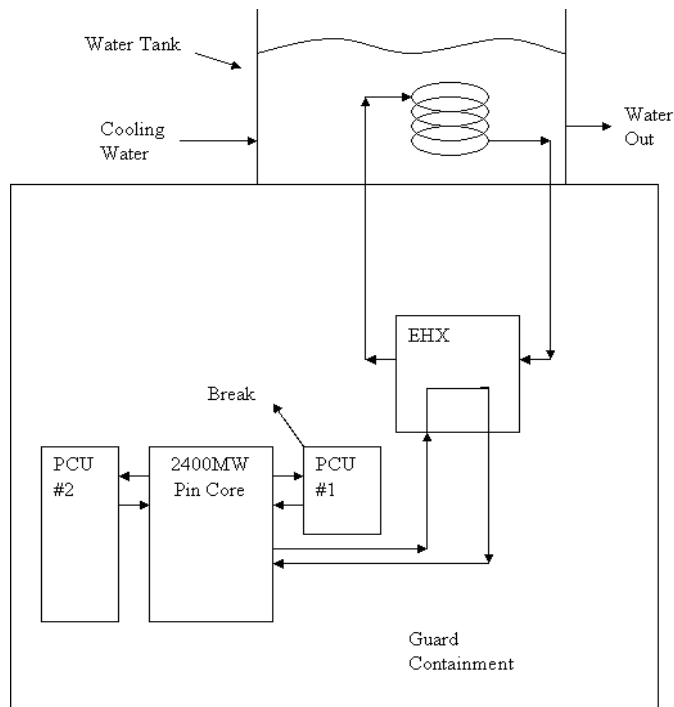 Water Tank
Cooling
Water
Water
Out
EHX
Break
PCU
#2
2400MW
Pin Core
PCU
#1
Guard
Containment